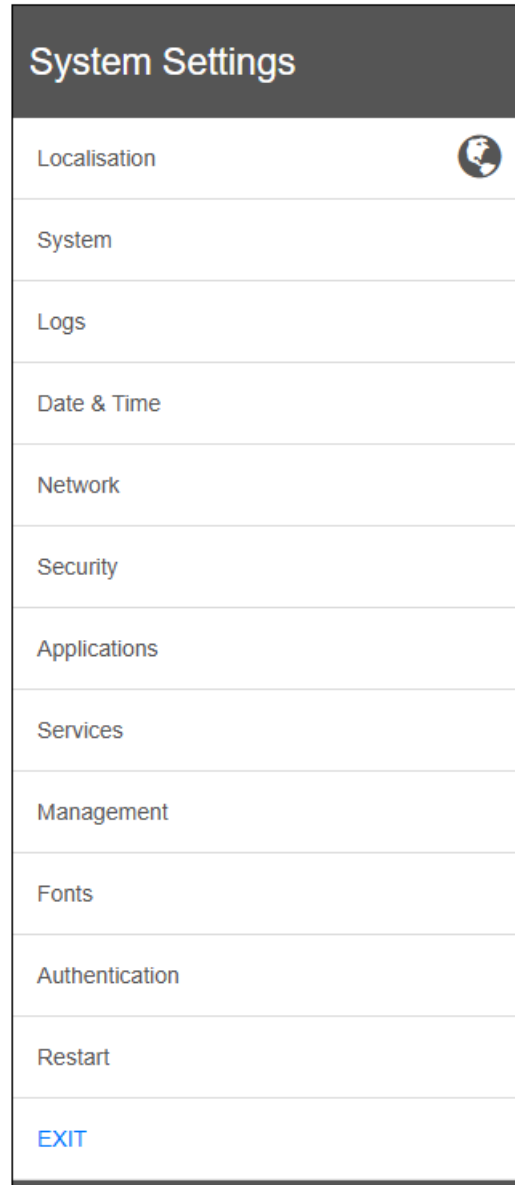 System Settings
Localisation
System
Logs
Date & Time
Network
Security
Applications
Services
Management
Fonts
Authentication
Restart
EXIT